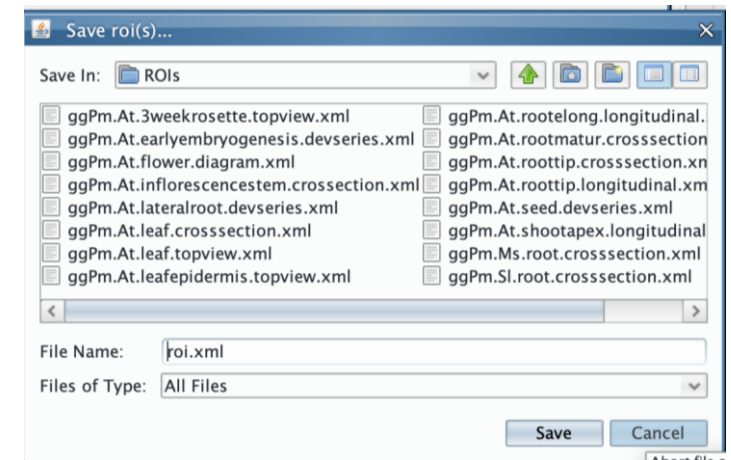 Save roi(s)...
Save In: ROIs
ggPm.At.3weekrosette.topview.xml
ggPm.At.earlyembryogenesis.devseries.xml
ggPm.At.flower.diagram.xml
ggPm.At.inflorescencestem.crossection.xml
ggPm.At.lateralroot.devseries.xml
ggPm.At.leaf.crosssection.xml
ggPm.At.leaf.topview.xml
ggPm.At.leafepidermis.topview.xml
ggPm.At.rootelong.longitudinal.
ggPm.At.rootmatur.crosssection
ggPm.At.roottip.crosssection.xn
ggPm.At.roottip.longitudinal.xm
ggPm.At.seed.devseries.xml
ggPm.At.shootapex.longitudinal
ggPm.Ms.root.crosssection.xml
ggPm.Sl.root.crosssection.xml
File Name: roi.xml
Files of Type: All Files
Save Cancel